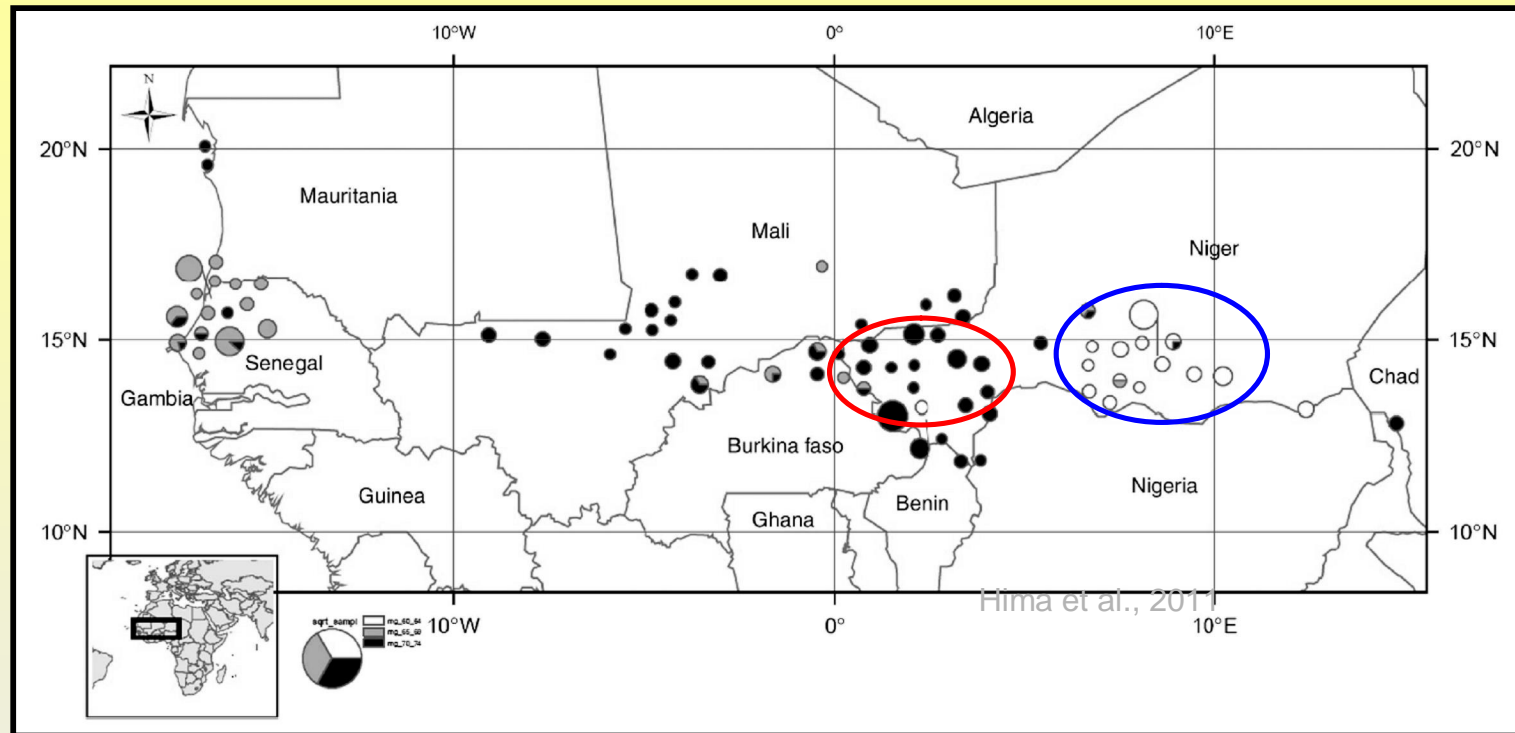 10°W 0° 10°E
N
Algeria
20°N 20°N
Mauritania
Mali
Niger
15°N 15°N
Senegal
Chad
Gambia
Burkina faso
Nigeria
Guinea
Benin
Ghana
10°N 10°N
Hima et al., 2011
10°W 0° 10°E
sqrt_sampl